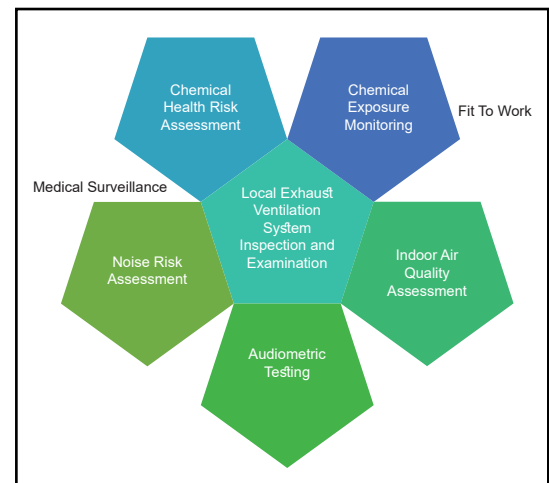 Chemical
Health Risk
Assessment
Chemical
Exposure
Monitoring
Fit To Work
Medical Surveillance
Local Exhaust
Ventilation
System
Inspection and
Examination
Noise Risk
Assessment
Indoor Air
Quality
Assessment
Audiometric
Testing